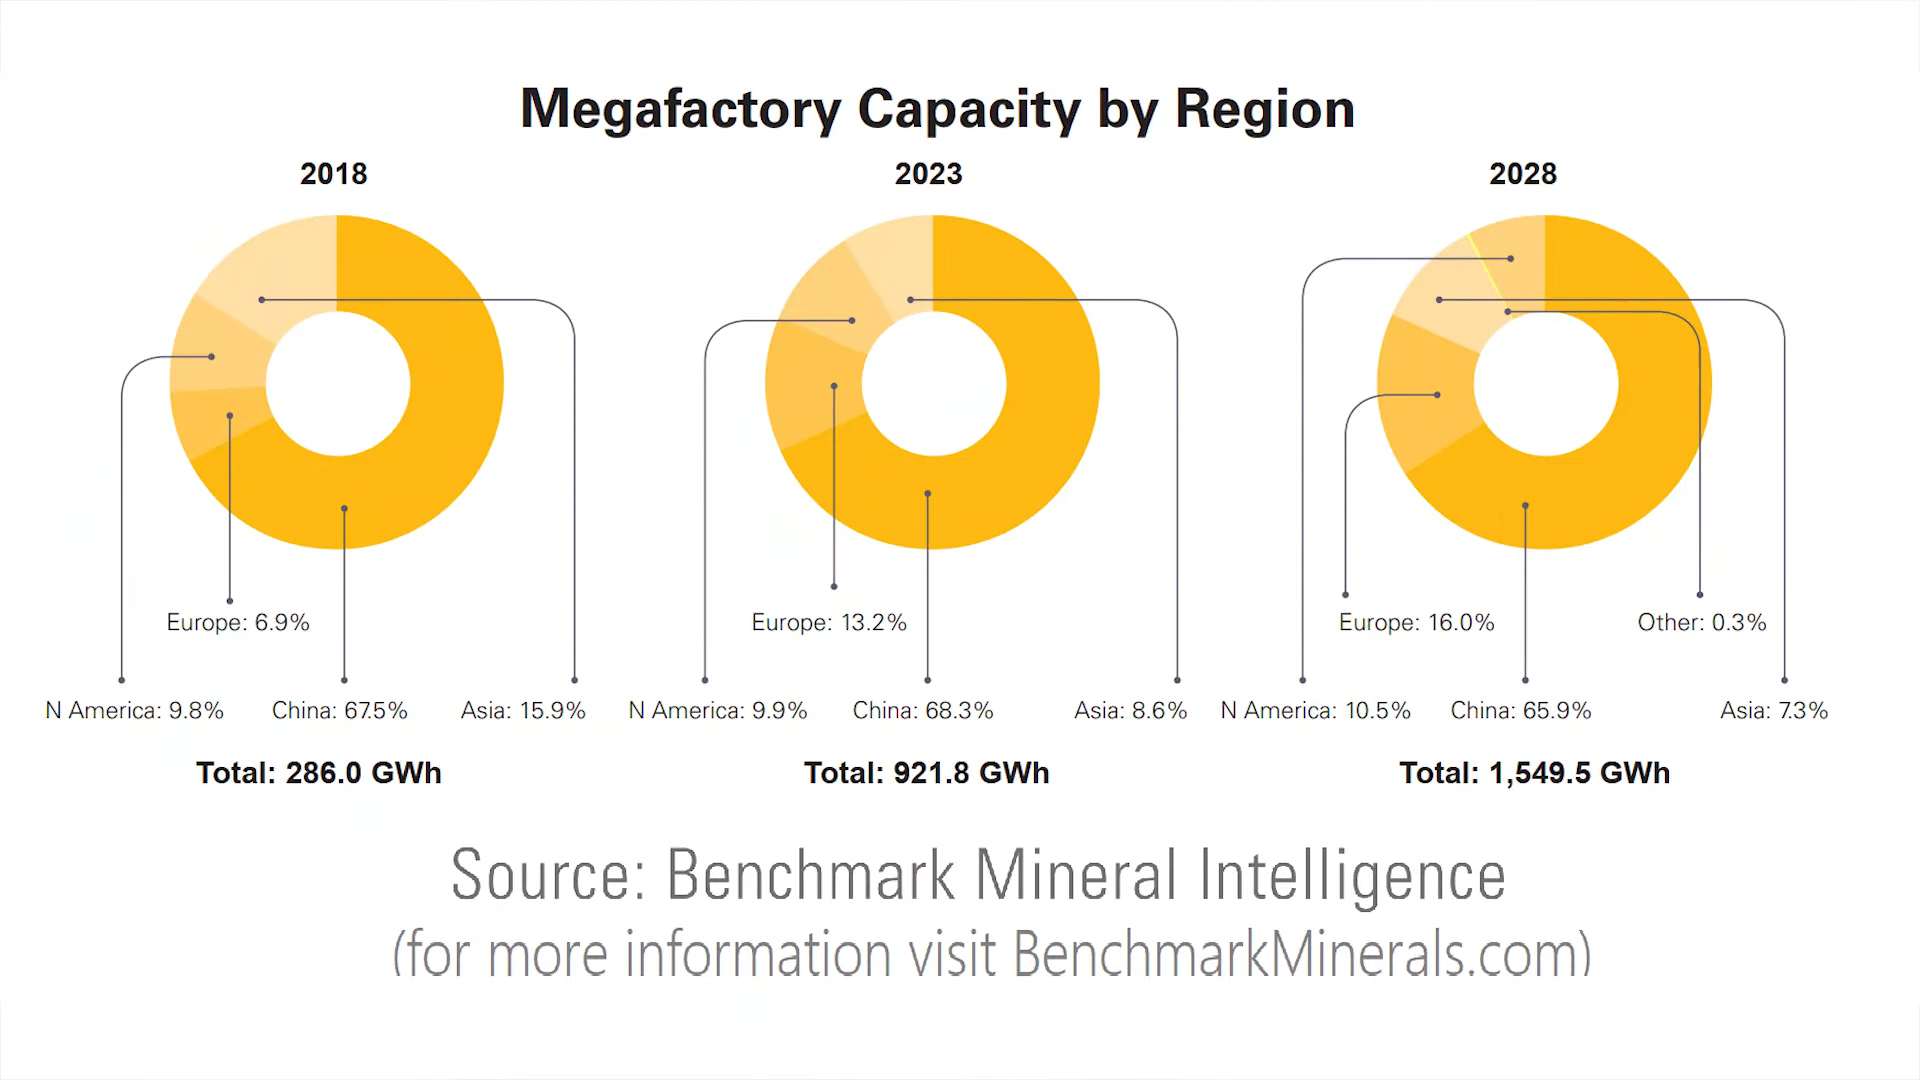 Megafactory Capacity by Region
2018
2023
2028
Europe: 6.9%
Europe: 13.2%
Europe: 16.0%
Other: 0.3%
N America: 9.8%
China: 67.5%
Asia: 15.9%
N America: 9.9%
China: 68.3%
Asia: 8.6%
N America: 10.5%
China: 65.9%
Asia: 7.3%
Total: 286.0 GWh
Total: 921.8 GWh
Total: 1,549.5 GWh
Source: Benchmark Mineral Intelligence
(for more information visit BenchmarkMinerals.com)